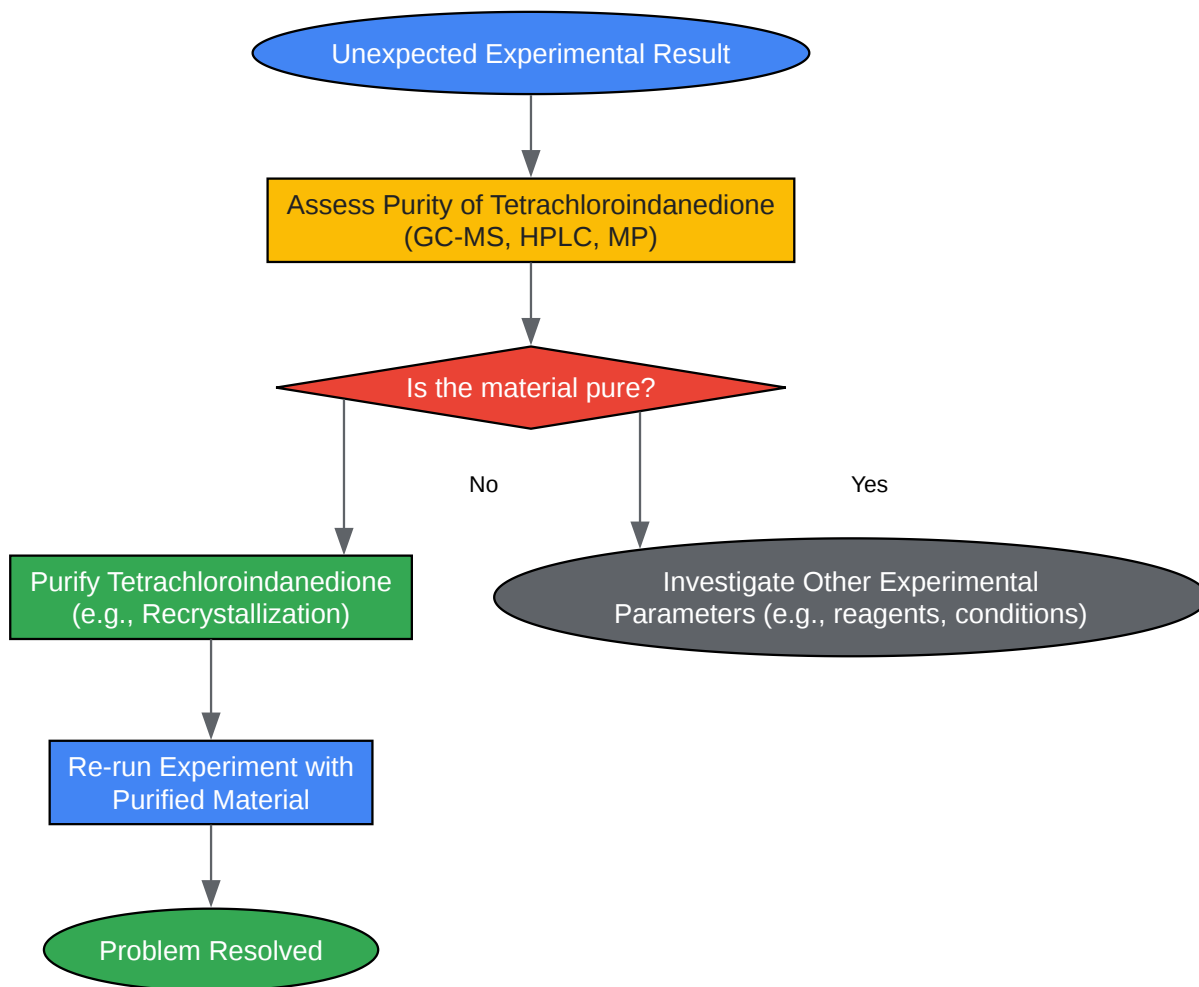 Unexpected Experimental Result
Assess Purity of Tetrachloroindanedione
(GC-MS, HPLC, MP)
Is the material pure?
No
Yes
Purify Tetrachloroindanedione
(e.g., Recrystallization)
Investigate Other Experimental
Parameters (e.g., reagents, conditions)
Re-run Experiment with
Purified Material
Problem Resolved